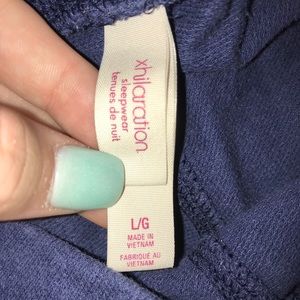 xhilaration
sleepwear
tenues de nuit
L/G
MADE IN
VIETNAM
FABRIQUÉ AU
VIETNAM